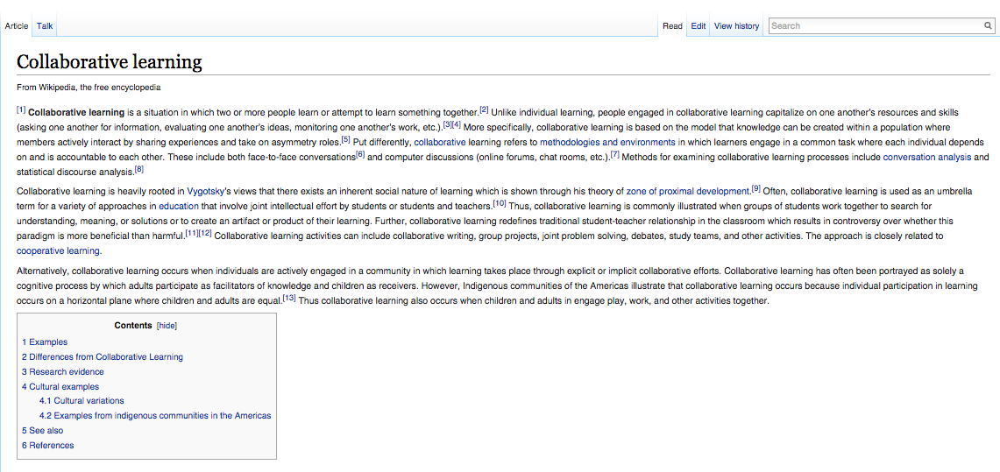 Article Talk Read Edit View history Search
Collaborative learning
From Wikipedia, the free encyclopedia
[1] Collaborative learning is a situation in which two or more people learn or attempt to learn something together.[2] Unlike individual learning, people engaged in collaborative learning capitalize on one another's resources and skills
(asking one another for information, evaluating one another's ideas, monitoring one another's work, etc.).[3][4] More specifically, collaborative learning is based on the model that knowledge can be created within a population where
members actively interact by sharing experiences and take on asymmetry roles.[5] Put differently, collaborative learning refers to methodologies and environments in which learners engage in a common task where each individual depends
on and is accountable to each other. These include both face-to-face conversations[6] and computer discussions (online forums, chat rooms, etc.).[7] Methods for examining collaborative learning processes include conversation analysis and
statistical discourse analysis.[8]
Collaborative learning is heavily rooted in Vygotsky's views that there exists an inherent social nature of learning which is shown through his theory of zone of proximal development.[9] Often, collaborative learning is used as an umbrella
term for a variety of approaches in education that involve joint intellectual effort by students or students and teachers.[10] Thus, collaborative learning is commonly illustrated when groups of students work together to search for
understanding, meaning, or solutions or to create an artifact or product of their learning. Further, collaborative learning redefines traditional student-teacher relationship in the classroom which results in controversy over whether this
paradigm is more beneficial than harmful.[11][12] Collaborative learning activities can include collaborative writing, group projects, joint problem solving, debates, study teams, and other activities. The approach is closely related to
cooperative learning.
Alternatively, collaborative learning occurs when individuals are actively engaged in a community in which learning takes place through explicit or implicit collaborative efforts. Collaborative learning has often been portrayed as solely a
cognitive process by which adults participate as facilitators of knowledge and children as receivers. However, Indigenous communities of the Americas illustrate that collaborative learning occurs because individual participation in learning
occurs on a horizontal plane where children and adults are equal.[13] Thus collaborative learning also occurs when children and adults in engage play, work, and other activities together.
Contents [hide]
1 Examples
2 Differences from Collaborative Learning
3 Research evidence
4 Cultural examples
4.1 Cultural variations
4.2 Examples from indigenous communities in the Americas
5 See also
6 References